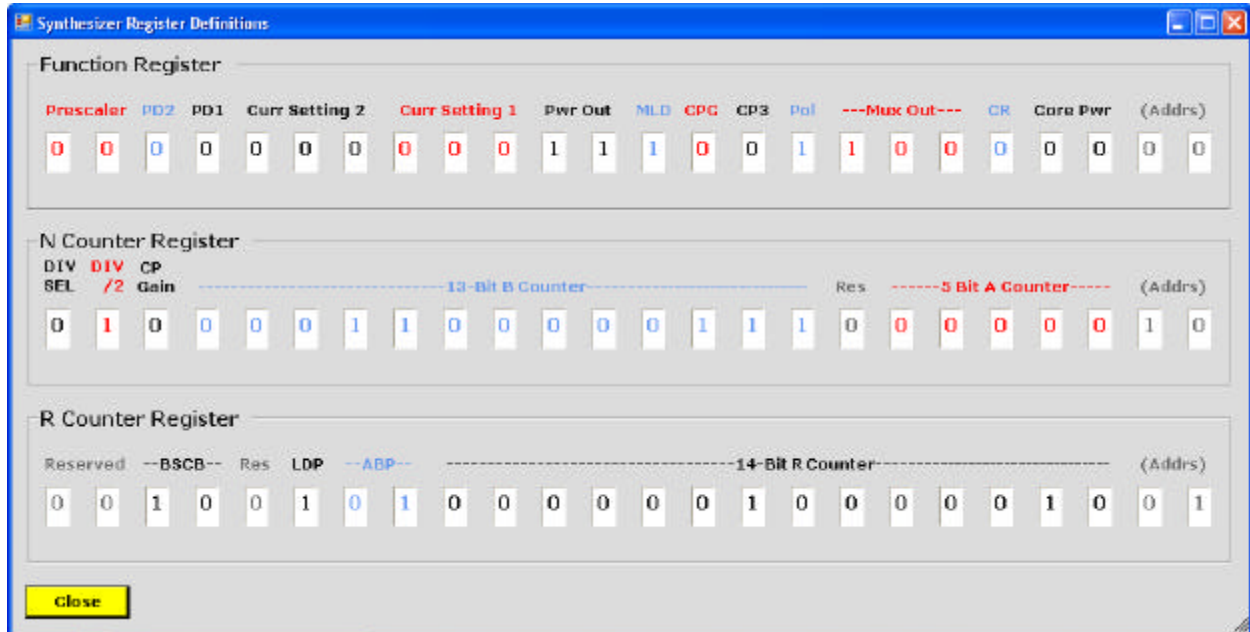 Synthesizer Register Definitions
Function Register
Prescaler PD2 PD1 Curr Setting 2 Curr Setting 1 Pwr Out MLD CPG CP3 Pol ---Mux Out--- CR Core Pwr (Addrs)
0 0 0 0 0 0 0 0 0 0 1 1 1 0 0 1 1 0 0 0 0 0 0 0
N Counter Register
DIV DIV CP
SEL /2 Gain -----------------------------13-Bit B Counter-------------------------- Res ------5 Bit A Counter----- (Addrs)
0 1 0 0 0 0 1 1 0 0 0 0 0 1 1 1 0 0 0 0 0 0 1 0
R Counter Register
Reserved --BSCB-- Res LDP --ABP-- ---------------------------------14-Bit R Counter--------------------------- (Addrs)
0 0 1 0 0 1 0 1 0 0 0 0 0 0 1 0 0 0 0 0 1 0 0 1
Close